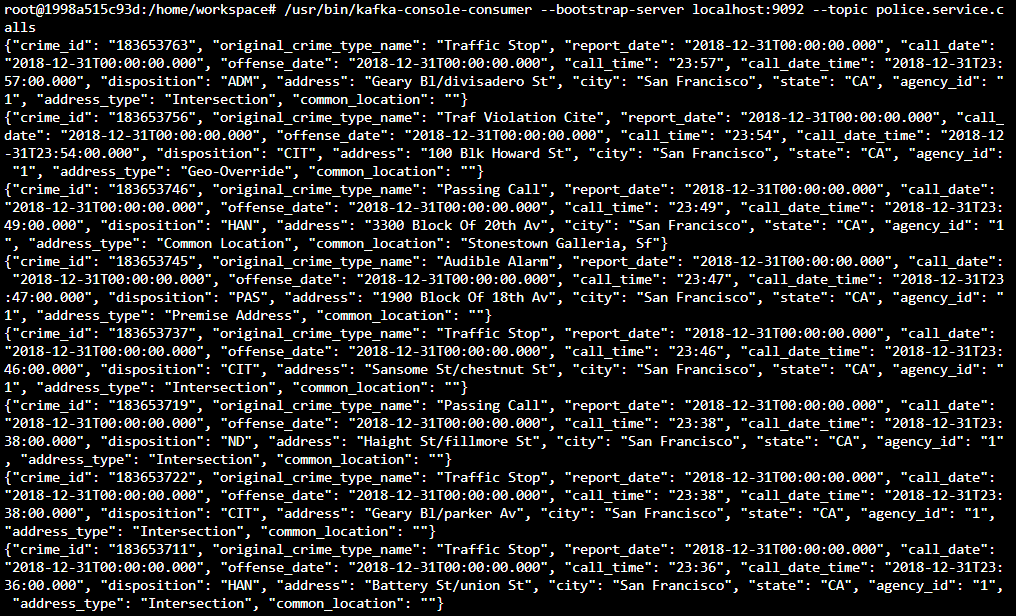 root@1998a515c93d:/home/workspace# /usr/bin/kafka-console-consumer --bootstrap-server localhost:9092 --topic police.service.c
alls
{"crime_id": "183653763", "original_crime_type_name": "Traffic Stop", "report_date": "2018-12-31T00:00:00.000", "call_date":
"2018-12-31T00:00:00.000", "offense_date": "2018-12-31T00:00:00.000", "call_time": "23:57", "call_date_time": "2018-12-31T23:
57:00.000", "disposition": "ADM", "address": "Geary Bl/divisadero St", "city": "San Francisco", "state": "CA", "agency_id": "
1", "address_type": "Intersection", "common_location": ""}
{"crime_id": "183653756", "original_crime_type_name": "Traf Violation Cite", "report_date": "2018-12-31T00:00:00.000", "call_
date": "2018-12-31T00:00:00.000", "offense_date": "2018-12-31T00:00:00.000", "call_time": "23:54", "call_date_time": "2018-12
-31T23:54:00.000", "disposition": "CIT", "address": "100 Blk Howard St", "city": "San Francisco", "state": "CA", "agency_id":
"1", "address_type": "Geo-Override", "common_location": ""}
{"crime_id": "183653746", "original_crime_type_name": "Passing Call", "report_date": "2018-12-31T00:00:00.000", "call_date":
"2018-12-31T00:00:00.000", "offense_date": "2018-12-31T00:00:00.000", "call_time": "23:49", "call_date_time": "2018-12-31T23:
49:00.000", "disposition": "HAN", "address": "3300 Block Of 20th Av", "city": "San Francisco", "state": "CA", "agency_id": "1
", "address_type": "Common Location", "common_location": "Stonestown Galleria, Sf"}
{"crime_id": "183653745", "original_crime_type_name": "Audible Alarm", "report_date": "2018-12-31T00:00:00.000", "call_date":
"2018-12-31T00:00:00.000", "offense_date": "2018-12-31T00:00:00.000", "call_time": "23:47", "call_date_time": "2018-12-31T23
:47:00.000", "disposition": "PAS", "address": "1900 Block Of 18th Av", "city": "San Francisco", "state": "CA", "agency_id": "
1", "address_type": "Premise Address", "common_location": ""}
{"crime_id": "183653737", "original_crime_type_name": "Traffic Stop", "report_date": "2018-12-31T00:00:00.000", "call_date":
"2018-12-31T00:00:00.000", "offense_date": "2018-12-31T00:00:00.000", "call_time": "23:46", "call_date_time": "2018-12-31T23:
46:00.000", "disposition": "CIT", "address": "Sansome St/chestnut St", "city": "San Francisco", "state": "CA", "agency_id": "
1", "address_type": "Intersection", "common_location": ""}
{"crime_id": "183653719", "original_crime_type_name": "Passing Call", "report_date": "2018-12-31T00:00:00.000", "call_date":
"2018-12-31T00:00:00.000", "offense_date": "2018-12-31T00:00:00.000", "call_time": "23:38", "call_date_time": "2018-12-31T23:
38:00.000", "disposition": "ND", "address": "Haight St/fillmore St", "city": "San Francisco", "state": "CA", "agency_id": "1"
, "address_type": "Intersection", "common_location": ""}
{"crime_id": "183653722", "original_crime_type_name": "Traffic Stop", "report_date": "2018-12-31T00:00:00.000", "call_date":
"2018-12-31T00:00:00.000", "offense_date": "2018-12-31T00:00:00.000", "call_time": "23:38", "call_date_time": "2018-12-31T23:
38:00.000", "disposition": "CIT", "address": "Geary Bl/parker Av", "city": "San Francisco", "state": "CA", "agency_id": "1",
"address_type": "Intersection", "common_location": ""}
{"crime_id": "183653711", "original_crime_type_name": "Traffic Stop", "report_date": "2018-12-31T00:00:00.000", "call_date":
"2018-12-31T00:00:00.000", "offense_date": "2018-12-31T00:00:00.000", "call_time": "23:36", "call_date_time": "2018-12-31T23:
36:00.000", "disposition": "HAN", "address": "Battery St/union St", "city": "San Francisco", "state": "CA", "agency_id": "1",
"address_type": "Intersection", "common_location": ""}